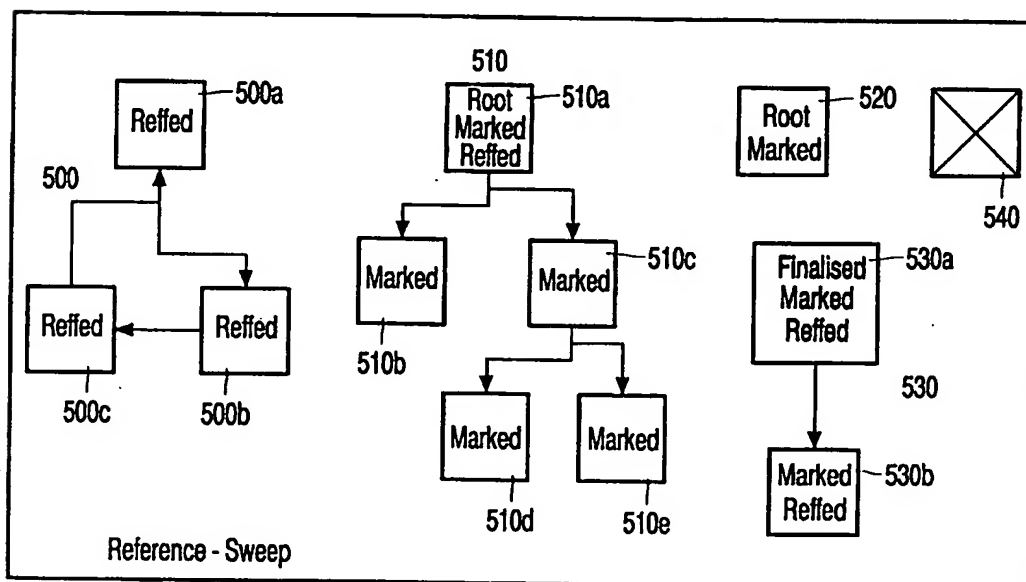 500a
Reffed
500
Reffed
500c
Reffed
500b
510
Root
Marked
Reffed
510a
Marked
510b
Marked
510c
Marked
510d
Marked
510e
Root
Marked
520
540
Finalised
Marked
Reffed
530a
530
Marked
Reffed
530b
Reference - Sweep